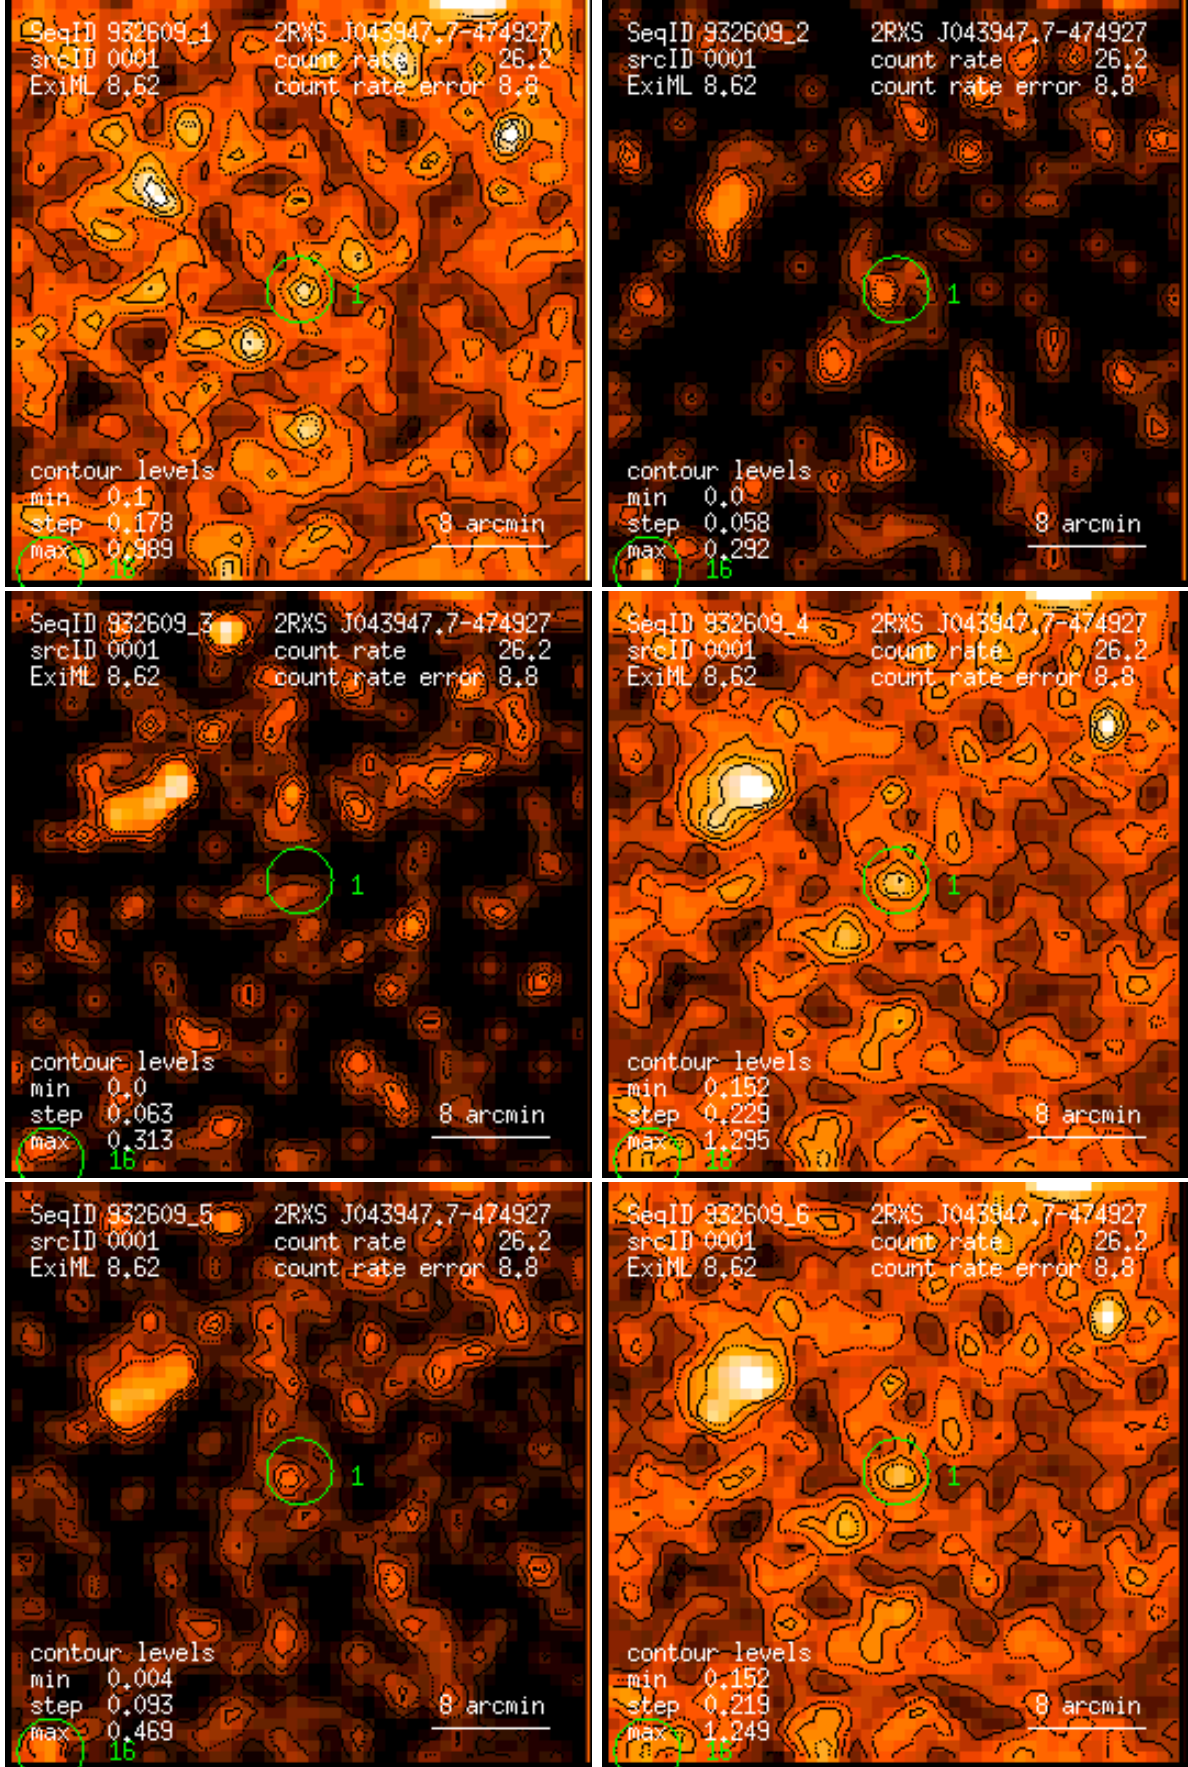 SeqID 932609_1 2RXS J043947.7-474927
srcID 0001 count rate 26.2
ExiML 8.62 count rate error 8.8
1
contour levels
min 0.1
step 0.178 8 arcmin
max 0.989
16
SeqID 932609_2 2RXS J043947.7-474927
srcID 0001 count rate 26.2
ExiML 8.62 count rate error 8.8
1
contour levels
min 0.0
step 0.058 8 arcmin
max 0.292
16
SeqID 932609_3 2RXS J043947.7-474927
srcID 0001 count rate 26.2
ExiML 8.62 count rate error 8.8
1
contour levels
min 0.0
step 0.063 8 arcmin
max 0.313
16
SeqID 932609_4 2RXS J043947.7-474927
srcID 0001 count rate 26.2
ExiML 8.62 count rate error 8.8
1
contour levels
min 0.152
step 0.229 8 arcmin
max 1.295
16
SeqID 932609_5 2RXS J043947.7-474927
srcID 0001 count rate 26.2
ExiML 8.62 count rate error 8.8
1
contour levels
min 0.004
step 0.093 8 arcmin
max 0.469
16
SeqID 932609_6 2RXS J043947.7-474927
srcID 0001 count rate 26.2
ExiML 8.62 count rate error 8.8
1
contour levels
min 0.152
step 0.219 8 arcmin
max 1.249
16